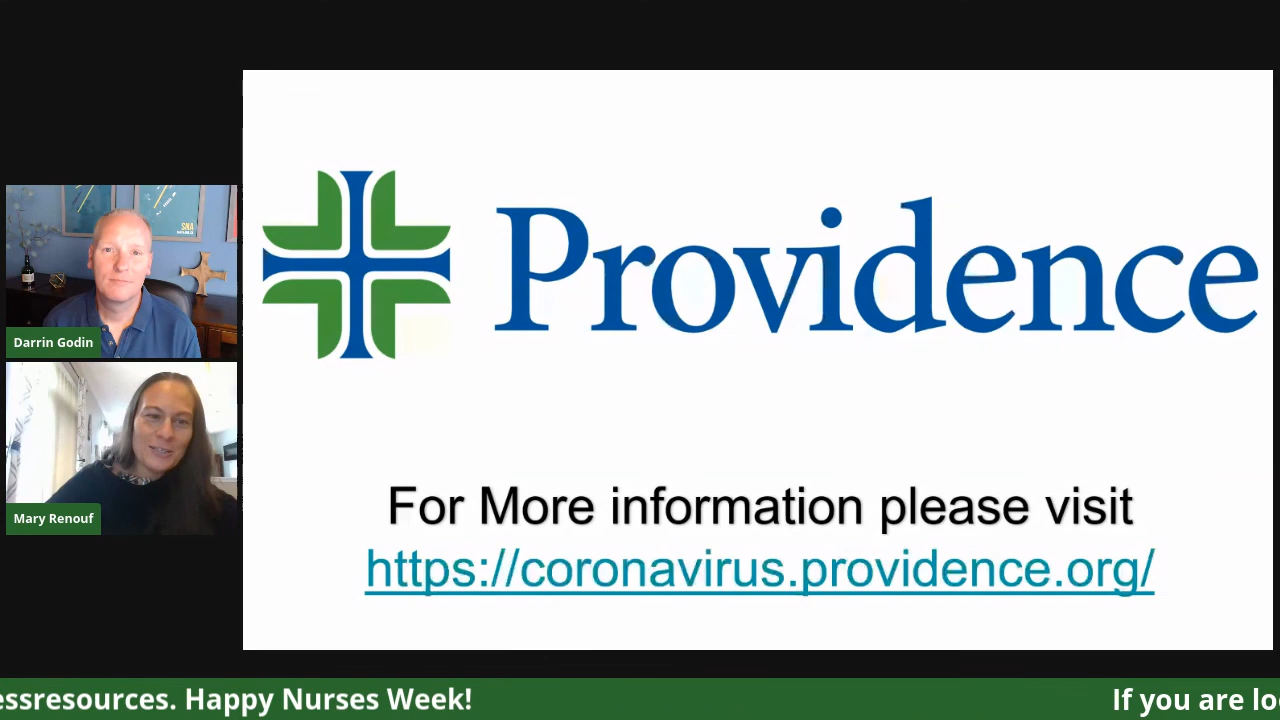 SNA
Darrin Godin
Mary Renouf
Providence
For More information please visit
https://coronavirus.providence.org/
essresources. Happy Nurses Week!
If you are lo